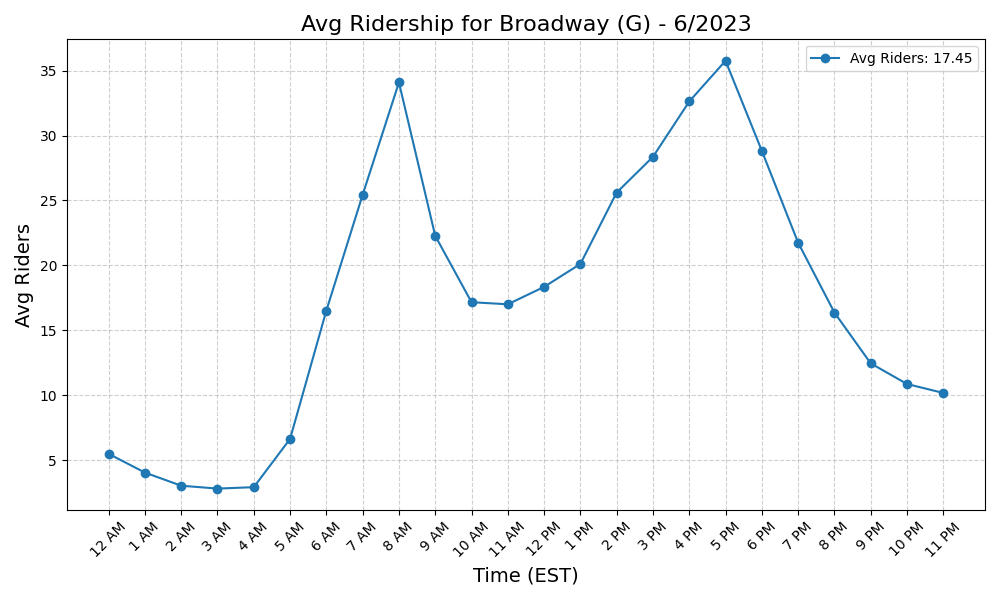 Avg Ridership for Broadway (G) - 6/2023
Avg Riders: 17.45
Avg Riders
35
30
25
20
15
10
5
12 AM
1 AM
2 AM
3 AM
4 AM
5 AM
6 AM
7 AM
8 AM
9 AM
10 AM
11 AM
12 PM
1 PM
2 PM
3 PM
4 PM
5 PM
6 PM
7 PM
8 PM
9 PM
10 PM
11 PM
Time (EST)